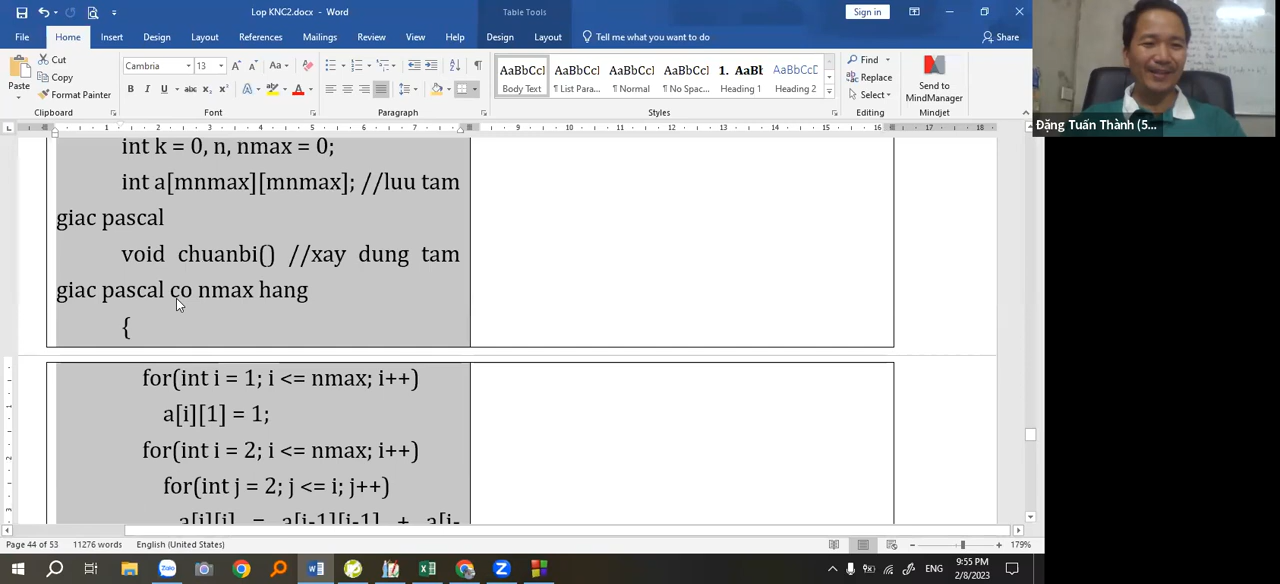 Lop KNC2.docx - Word
Table Tools
Sign in
File Home Insert Design Layout References Mailings Review View Help Design Layout Tell me what you want to do Share
Paste
Cut
Copy
Format Painter
Clipboard
Cambria 13
Font
Paragraph
AaBbCcI Body Text
AaBbCcI ¶ List Para...
AaBbCcI ¶ Normal
AaBbCcI ¶ No Spac...
1. AaBt Heading 1
AaBbCcD Heading 2
Styles
Find
Replace
Select
Editing
Send to
MindManager
Mindjet
Đặng Tuấn Thành (5...
int k = 0, n, nmax = 0;
int a[mnmax][mnmax]; //luu tam
giac pascal
void chuanbi() //xay dung tam
giac pascal co nmax hang
{
for(int i = 1; i <= nmax; i++)
a[i][1] = 1;
for(int i = 2; i <= nmax; i++)
for(int j = 2; j <= i; j++)
a[i][j] = a[i-1][j-1] + a[i-
Page 44 of 53 11276 words English (United States) 179%
ENG
9:55 PM
2/8/2023